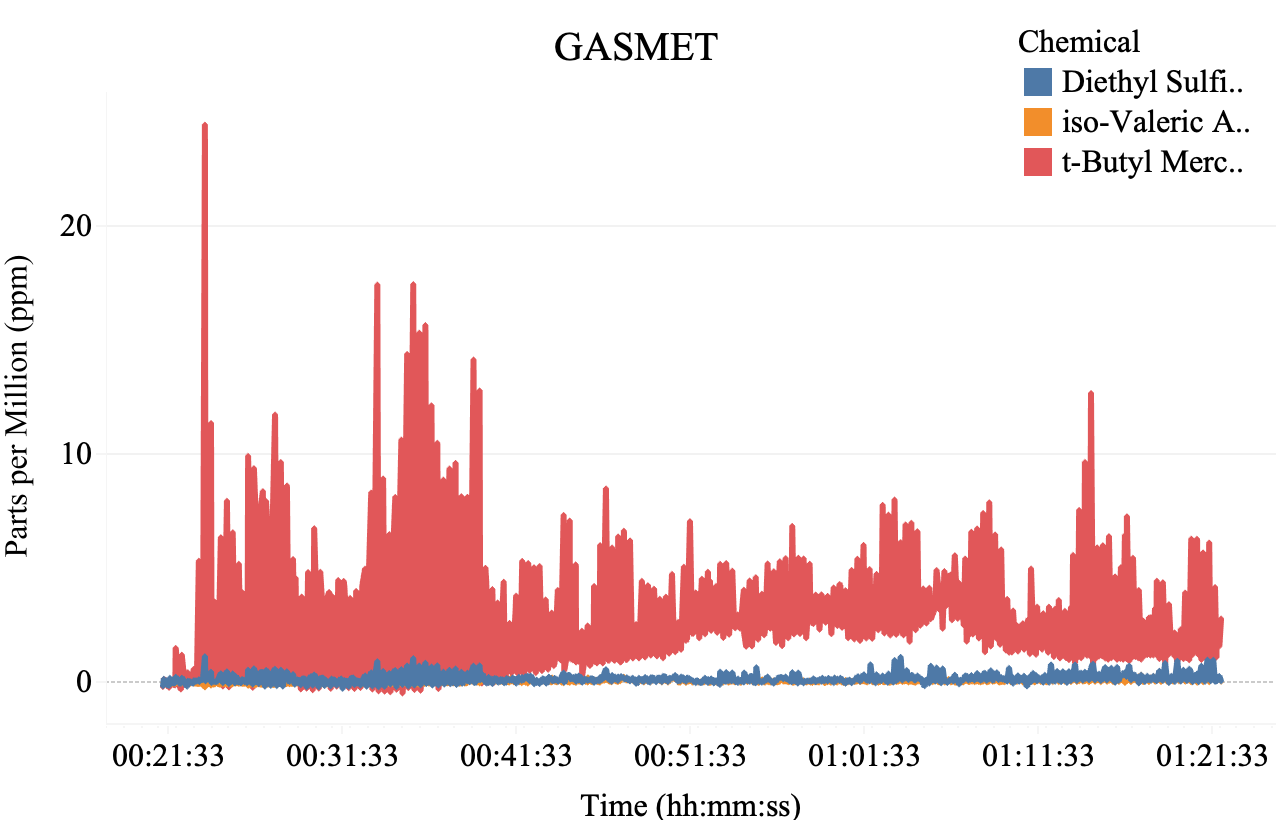 GASMET
Chemical
Diethyl Sulfi..
iso-Valeric A..
t-Butyl Merc..
Parts per Million (ppm)
20
10
0
00:21:33 00:31:33 00:41:33 00:51:33 01:01:33 01:11:33 01:21:33
Time (hh:mm:ss)